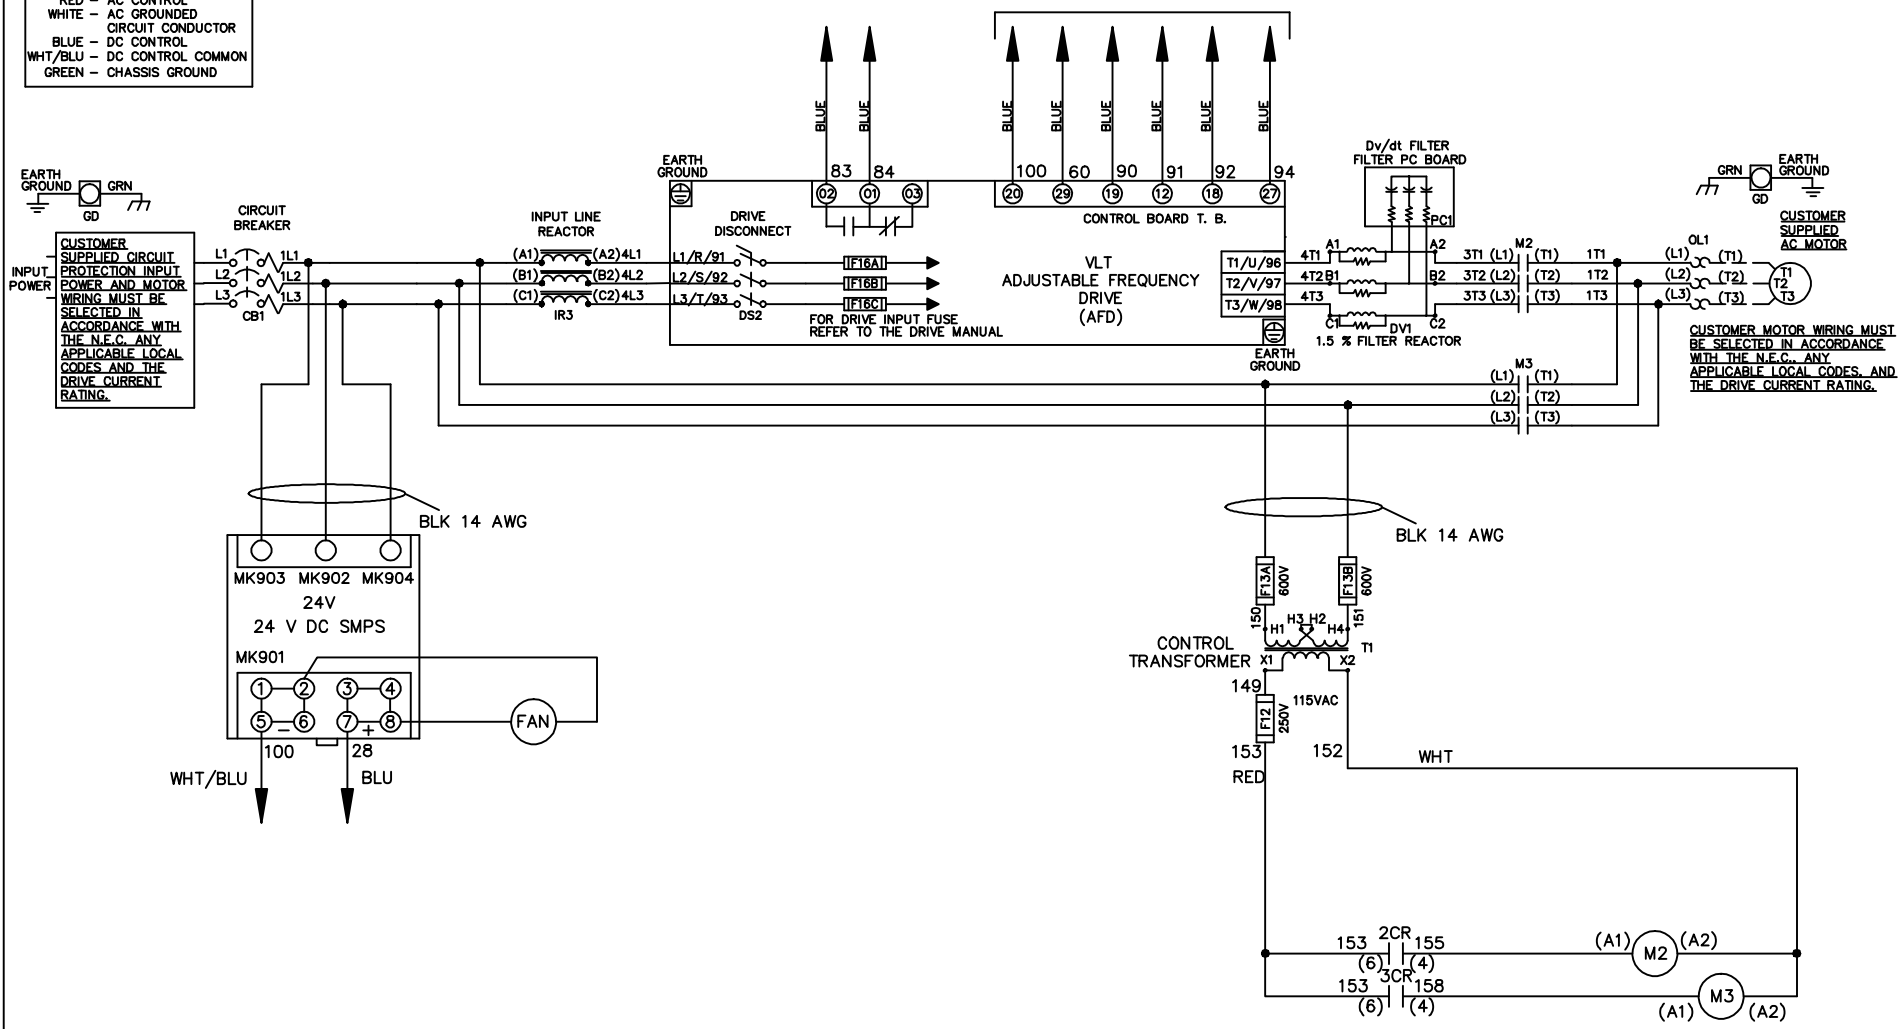 RED – AC CONTROL
WHITE – AC GROUNDED
CIRCUIT CONDUCTOR
BLUE – DC CONTROL
WHT/BLU – DC CONTROL COMMON
GREEN – CHASSIS GROUND
BLUE
BLUE
BLUE
BLUE
BLUE
BLUE
BLUE
BLUE
EARTH
GROUND
GRN
GD
CUSTOMER
SUPPLIED CIRCUIT
PROTECTION INPUT
POWER AND MOTOR
WIRING MUST BE
SELECTED IN
ACCORDANCE WITH
THE N.E.C. ANY
APPLICABLE LOCAL
CODES AND THE
DRIVE CURRENT
RATING.
INPUT
POWER
CIRCUIT
BREAKER
L1 1L1
L2 1L2
L3 1L3
CB1
INPUT LINE
REACTOR
(A1) (A2) 4L1
(B1) (B2) 4L2
(C1) (C2) 4L3
IR3
EARTH
GROUND
L1/R/91
L2/S/92
L3/T/93
DRIVE
DISCONNECT
DS2
83 84
02 01 03
F16A
F16B
F16C
FOR DRIVE INPUT FUSE
REFER TO THE DRIVE MANUAL
100 60 90 91 92 94
20 29 19 12 18 27
CONTROL BOARD T. B.
VLT
ADJUSTABLE FREQUENCY
DRIVE
(AFD)
T1/U/96
T2/V/97
T3/W/98
EARTH
GROUND
Dv/dt FILTER
FILTER PC BOARD
PC1
4T1 A1 A2
4T2 B1 B2
4T3 C1 C2
DV1
1.5 % FILTER REACTOR
M2
3T1 (L1) (T1) 1T1
3T2 (L2) (T2) 1T2
3T3 (L3) (T3) 1T3
OL1
(L1) (T1)
(L2) (T2)
(L3) (T3)
T1
T2
T3
GRN
EARTH
GROUND
GD
CUSTOMER
SUPPLIED
AC MOTOR
CUSTOMER MOTOR WIRING MUST
BE SELECTED IN ACCORDANCE
WITH THE N.E.C., ANY
APPLICABLE LOCAL CODES, AND
THE DRIVE CURRENT RATING.
M3
(L1) (T1)
(L2) (T2)
(L3) (T3)
BLK 14 AWG
MK903 MK902 MK904
24V
24 V DC SMPS
MK901
1 2 3 4
5 6 7 8
– +
FAN
100 28
WHT/BLU BLU
BLK 14 AWG
F13A 600V
F13B 600V
150 151
H1 H3 H2 H4
CONTROL
TRANSFORMER
X1 X2 T1
149 115VAC
F12 250V
153 152
RED WHT
2CR
153 155
(6) (4)
(A1) M2 (A2)
3CR
153 158
(6) (4)
(A1) M3 (A2)